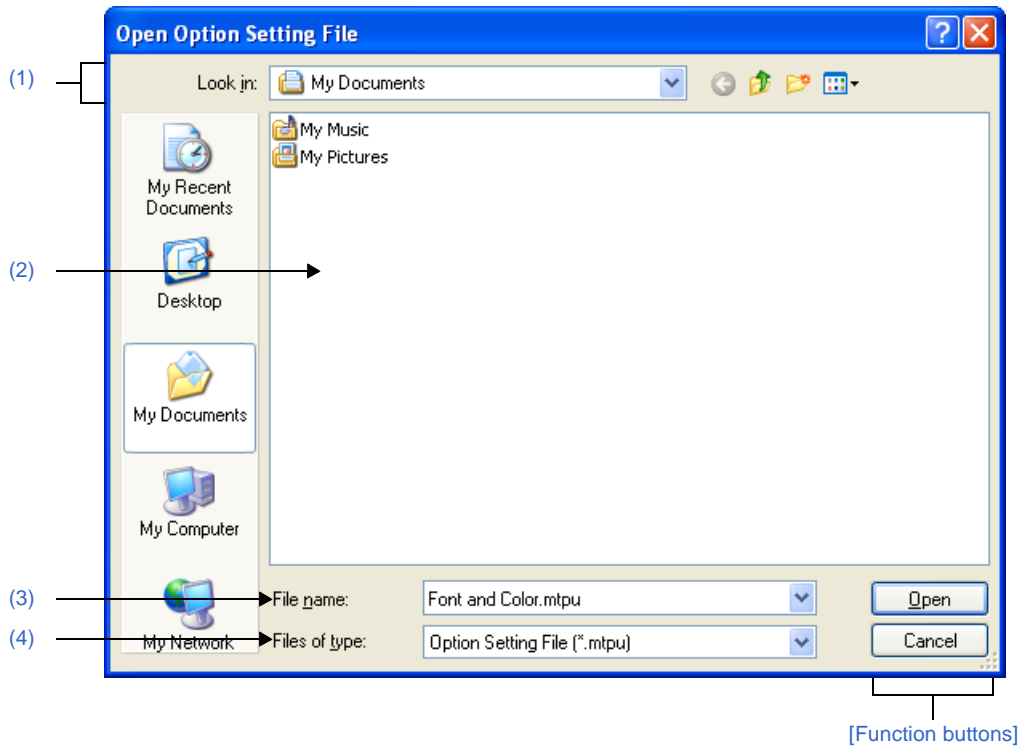 Open Option Setting File
(1)
Look in:
My Documents
My Music
My Pictures
My Recent
Documents
(2)
Desktop
My Documents
My Computer
(3)
File name:
Font and Color.mtpu
Open
(4)
My Network
Files of type:
Option Setting File (*.mtpu)
Cancel
[Function buttons]